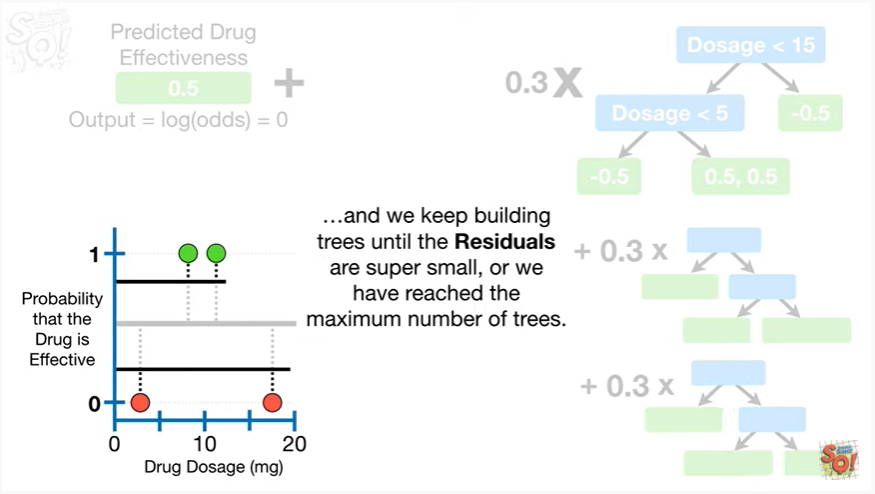 Predicted Drug
Effectiveness
0.5
+
Output = log(odds) = 0
0.3 X
Dosage < 15
Dosage < 5
-0.5
-0.5
0.5, 0.5
…and we keep building
trees until the Residuals
are super small, or we
have reached the
maximum number of trees.
+ 0.3 x
+ 0.3 x
Probability
that the
Drug is
Effective
1
0
0
10
20
Drug Dosage (mg)
SQ!
SQ!